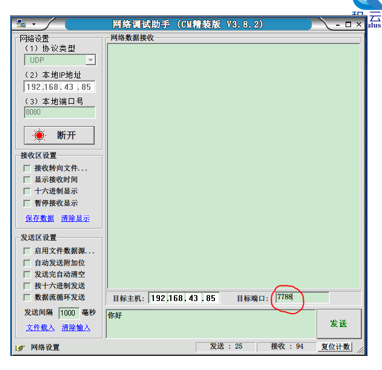 网络调试助手 (CM精装版 V3.8.2)
网络设置
(1) 协议类型
UDP
(2) 本地IP地址
192.168.43.85
(3) 本地端口号
8080
断开
接收区设置
接收转向文件...
显示接收时间
十六进制显示
暂停接收显示
保存数据 清除显示
发送区设置
启用文件数据源...
自动发送附加位
发送完自动清空
按十六进制发送
数据流循环发送
发送间隔 1000 毫秒
文件载入 清除输入
网络数据接收
目标主机: 192.168.43.85 目标端口: 7788
你好
发送
网络设置 发送 : 25 接收 : 94 复位计数